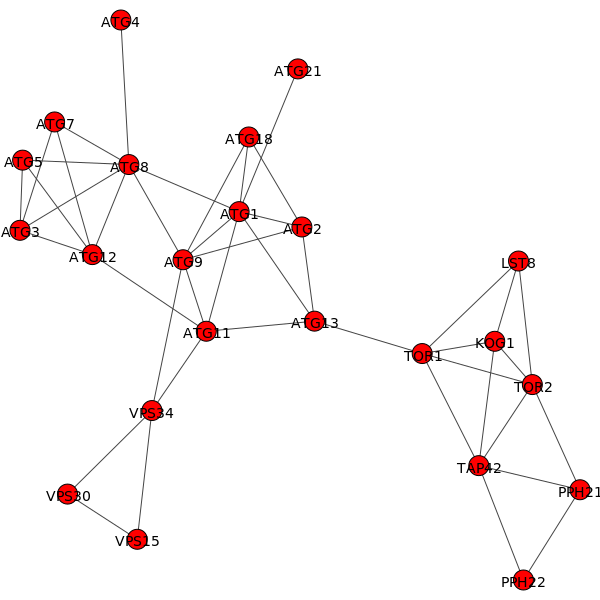 ATG4
ATG21
ATG7
ATG18
ATG5
ATG8
ATG1
ATG3
ATG2
ATG12
ATG9
LST8
ATG13
ATG11
KOG1
TOR1
TOR2
VPS34
TAP42
VPS30
PPH21
VPS15
PPH22